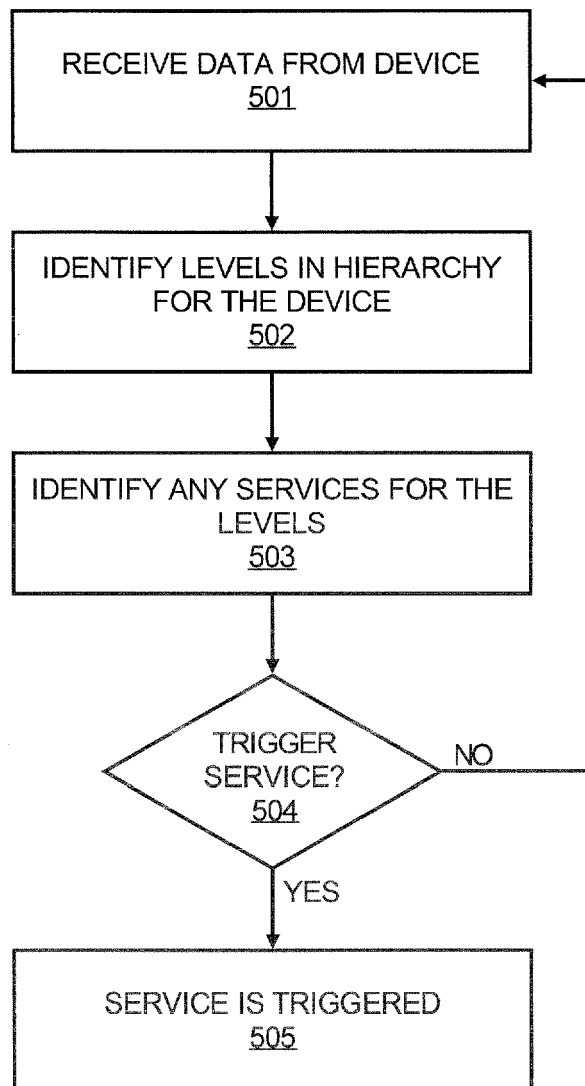 RECEIVE DATA FROM DEVICE
501
IDENTIFY LEVELS IN HIERARCHY
FOR THE DEVICE
502
IDENTIFY ANY SERVICES FOR THE
LEVELS
503
TRIGGER
SERVICE?
504
NO
YES
SERVICE IS TRIGGERED
505